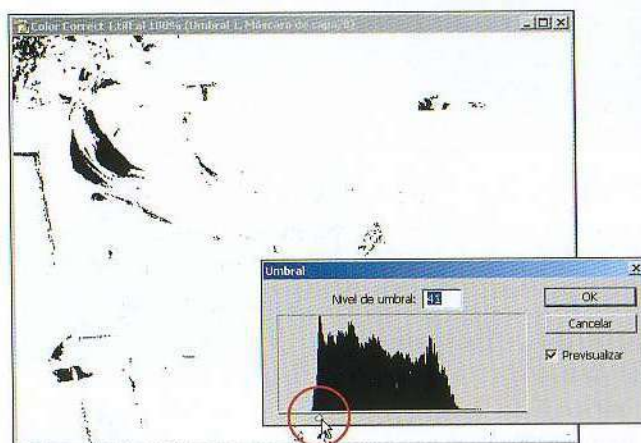 Color Correct 1.tif al 100% (Umbral 1, Máscara de capa/8)
Umbral
Nivel de umbral: 41
OK
Cancelar
Previsualizar